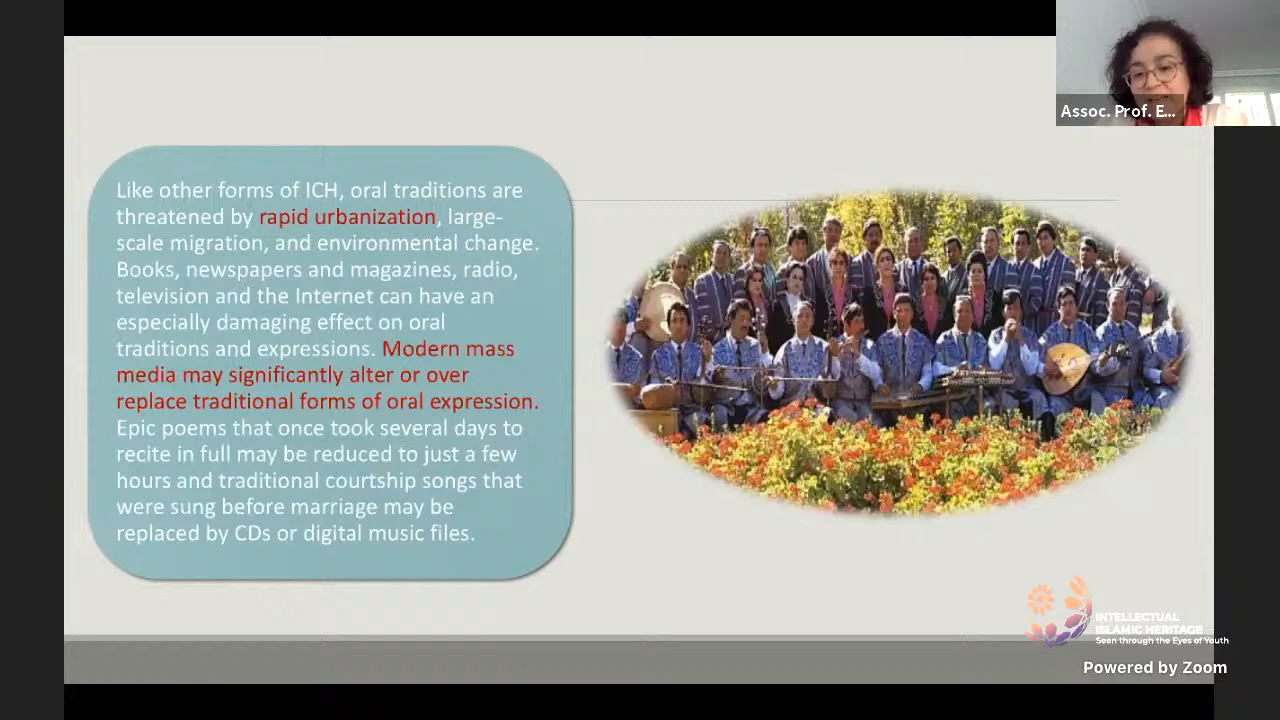 Assoc. Prof. E...
Like other forms of ICH, oral traditions are
threatened by rapid urbanization, large-
scale migration, and environmental change.
Books, newspapers and magazines, radio,
television and the Internet can have an
especially damaging effect on oral
traditions and expressions. Modern mass
media may significantly alter or over
replace traditional forms of oral expression.
Epic poems that once took several days to
recite in full may be reduced to just a few
hours and traditional courtship songs that
were sung before marriage may be
replaced by CDs or digital music files.
INTELLECTUAL
ISLAMIC HERITAGE
Seen through the Eyes of Youth
Powered by Zoom